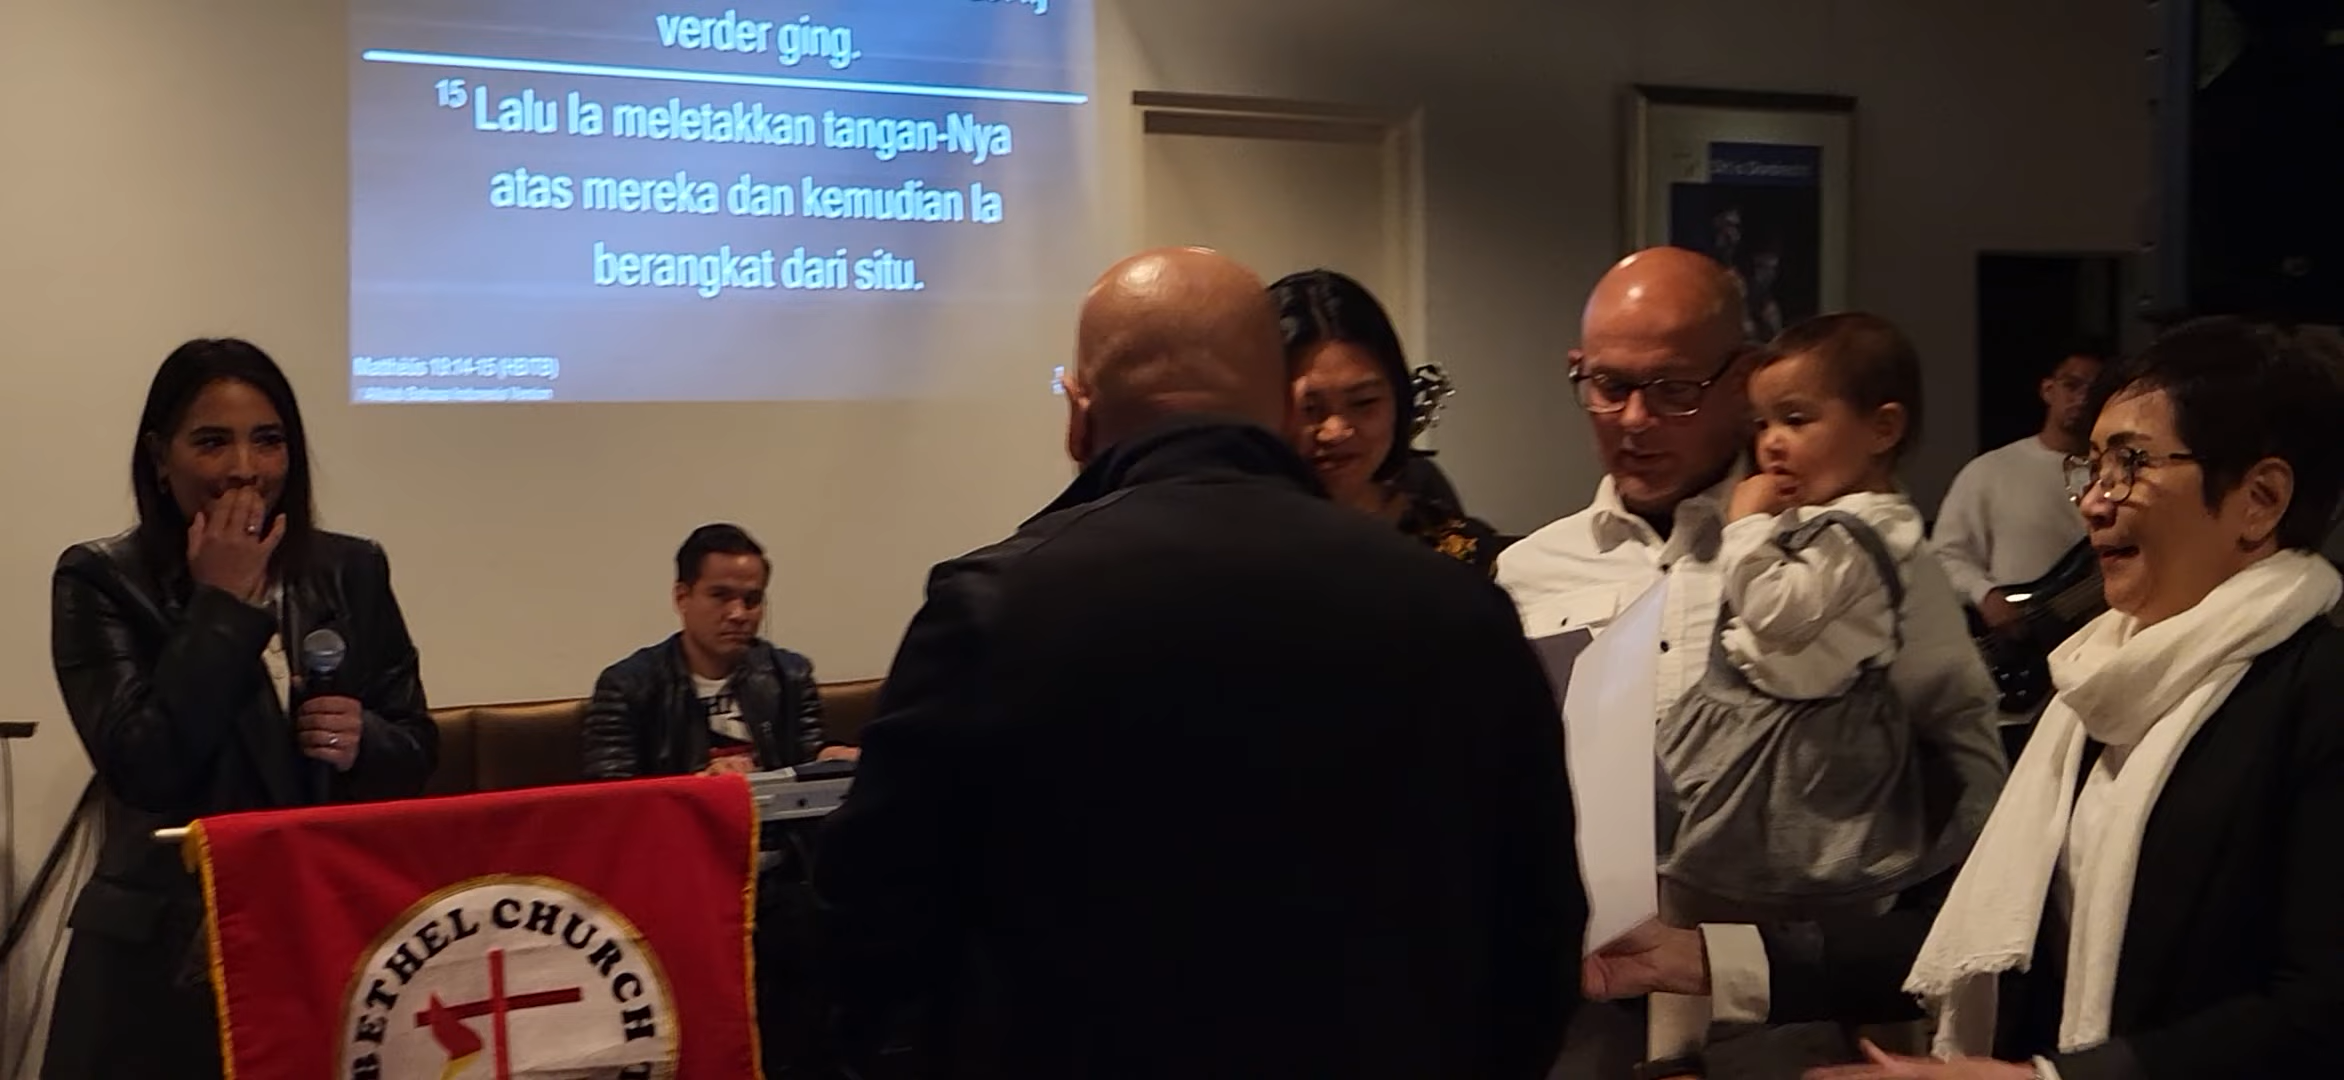 verder ging.
15 Lalu Ia meletakkan tangan-Nya
atas mereka dan kemudian Ia
berangkat dari situ.
BETHEL CHURCH